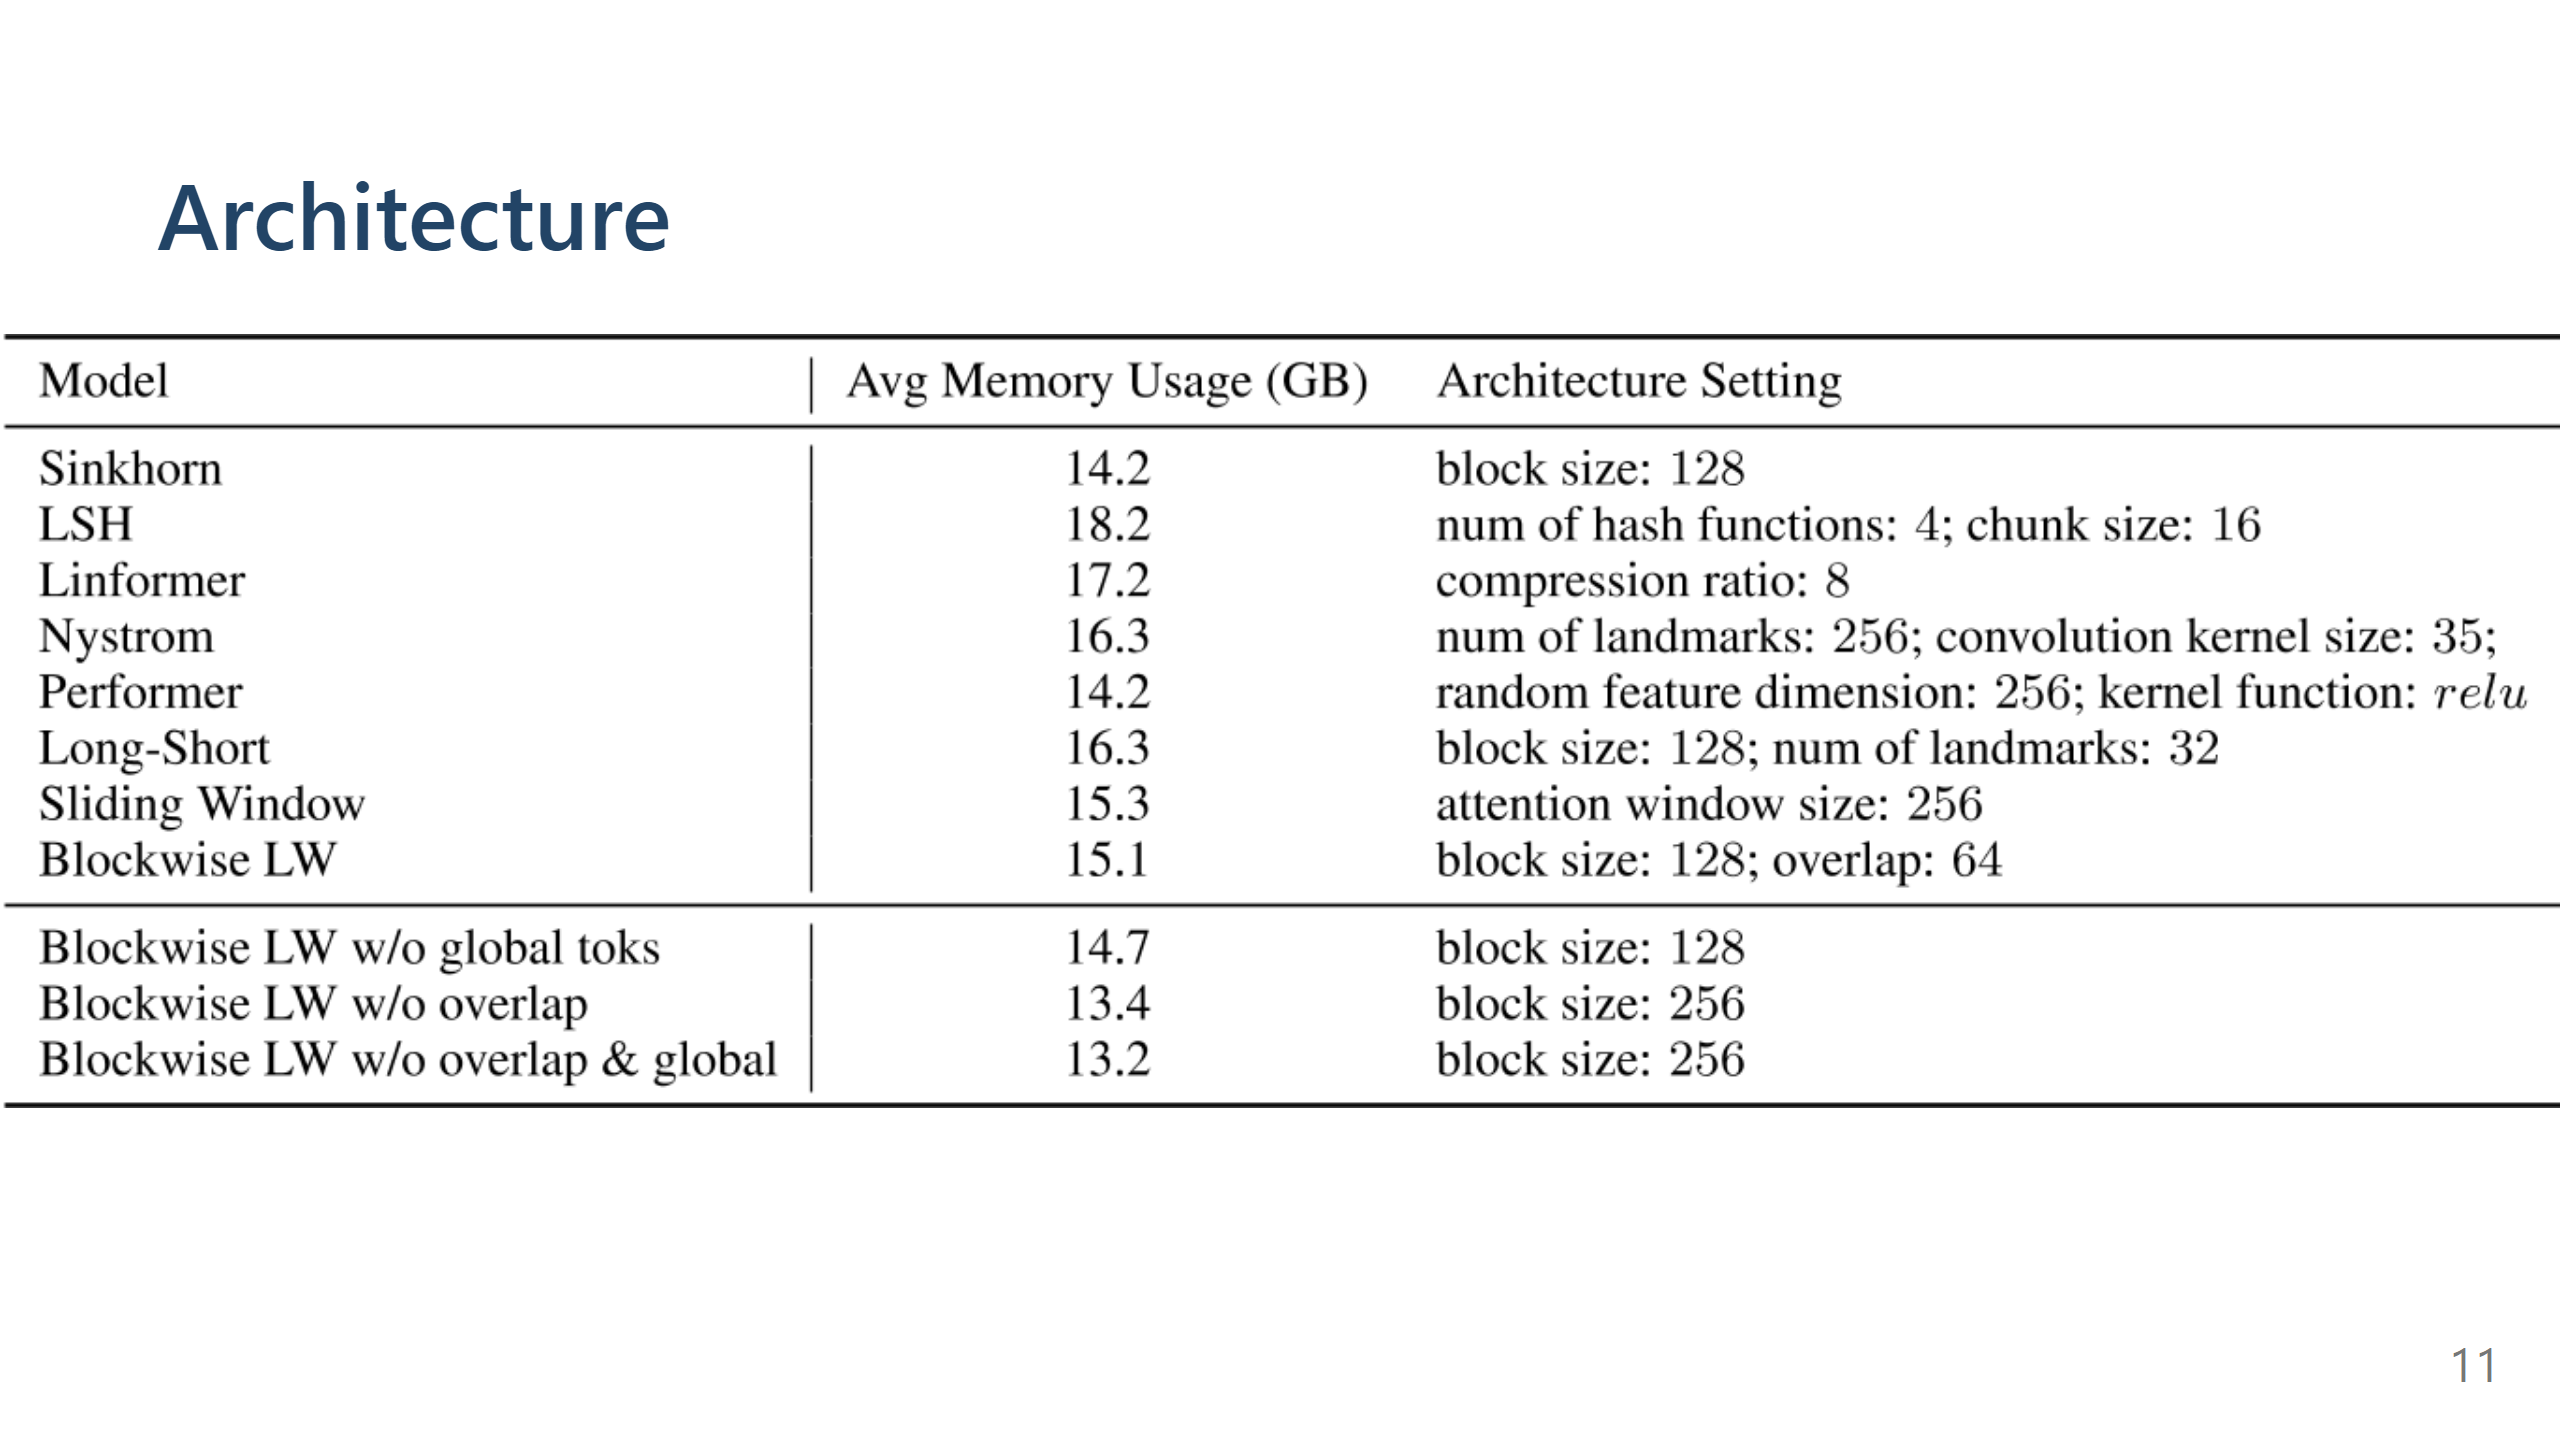 Architecture
Model Avg Memory Usage (GB) Architecture Setting
Sinkhorn 14.2 block size: 128
LSH 18.2 num of hash functions: 4; chunk size: 16
Linformer 17.2 compression ratio: 8
Nystrom 16.3 num of landmarks: 256; convolution kernel size: 35;
Performer 14.2 random feature dimension: 256; kernel function: relu
Long-Short 16.3 block size: 128; num of landmarks: 32
Sliding Window 15.3 attention window size: 256
Blockwise LW 15.1 block size: 128; overlap: 64
Blockwise LW w/o global toks 14.7 block size: 128
Blockwise LW w/o overlap 13.4 block size: 256
Blockwise LW w/o overlap & global 13.2 block size: 256
11